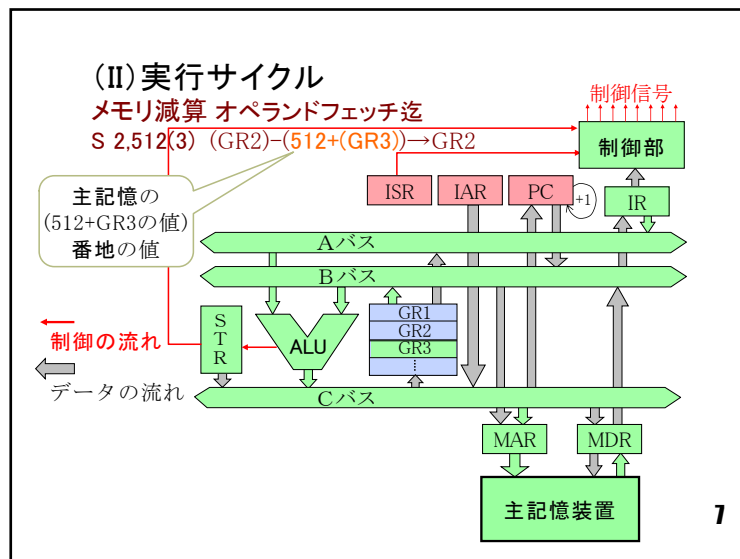 (II)実行サイクル
メモリ減算 オペランドフェッチ迄
S 2,512(3) (GR2)−(512+(GR3))→GR2
制御信号
制御部
主記憶の
(512+GR3の値)
番地の値
ISR
IAR
PC
+1
IR
Aバス
Bバス
STR
ALU
GR1
GR2
GR3
⋮
制御の流れ
データの流れ
Cバス
MAR
MDR
主記憶装置
7